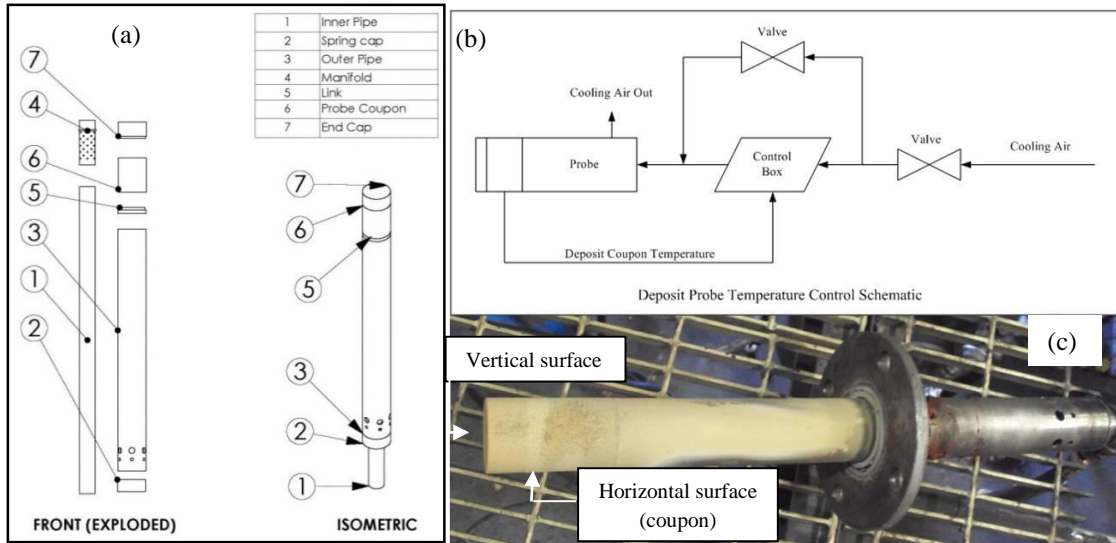 (a)
7
4
6
5
3
1
2
FRONT (EXPLODED)
1 Inner Pipe
2 Spring cap
3 Outer Pipe
4 Manifold
5 Link
6 Probe Coupon
7 End Cap
7
6
5
3
2
1
ISOMETRIC
(b)
Valve
Cooling Air Out
Valve
Cooling Air
Probe
Control
Box
Deposit Coupon Temperature
Deposit Probe Temperature Control Schematic
(c)
Vertical surface
Horizontal surface
(coupon)